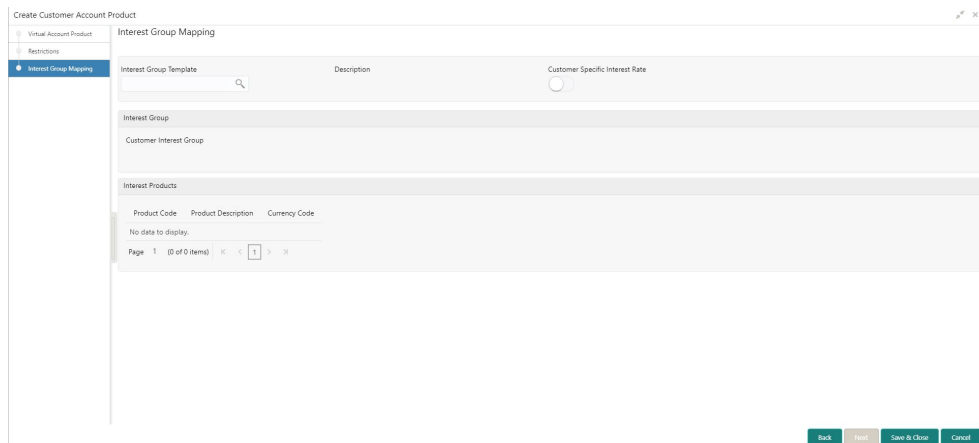 Create Customer Account Product
Virtual Account Product
Restrictions
Interest Group Mapping
Interest Group Mapping
Interest Group Template Description Customer Specific Interest Rate
Interest Group
Customer Interest Group
Interest Products
Product Code Product Description Currency Code
No data to display.
Page 1 (0 of 0 items) 1
Back Next Save & Close Cancel